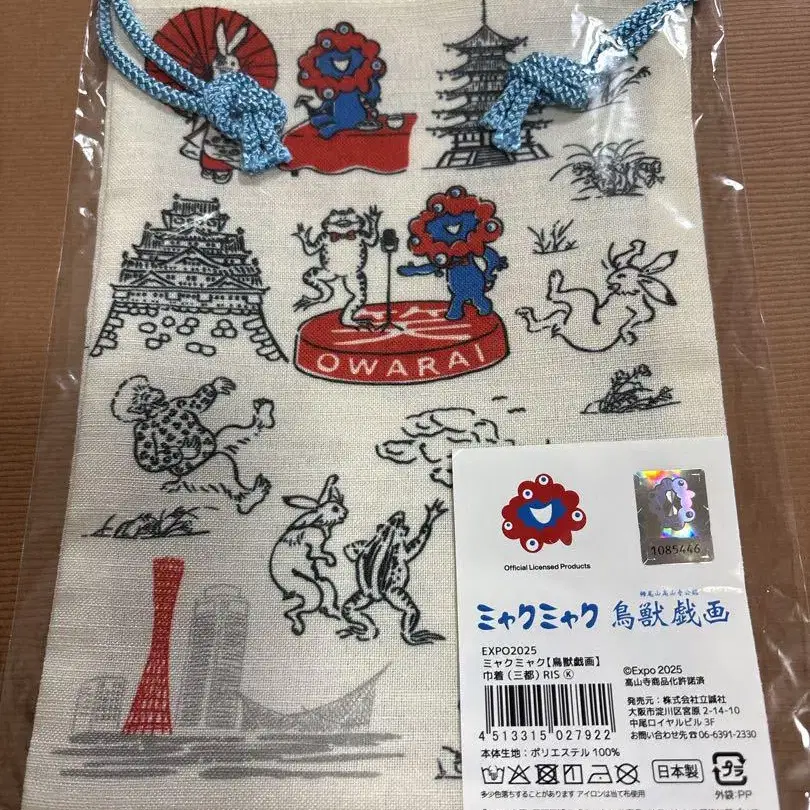 笑
OWARAI
1085446
Official Licensed Products
栂尾山高山寺公認
ミャクミャク 鳥獣戯画
EXPO2025
ミャクミャク【鳥獣戯画】
巾着(三都)RIS Ⓚ
4 513315 027922
©Expo 2025
高山寺商品化許諾済
発売元:株式会社立誠社
大阪市淀川区宮原 2-14-10
中尾ロイヤルビル 3F
お問い合わせ先 ☎06-6391-2330
本体生地:ポリエステル 100%
日本製
プラ
外袋:PP
多少色落ちすることがあります アイロンは当て布使用